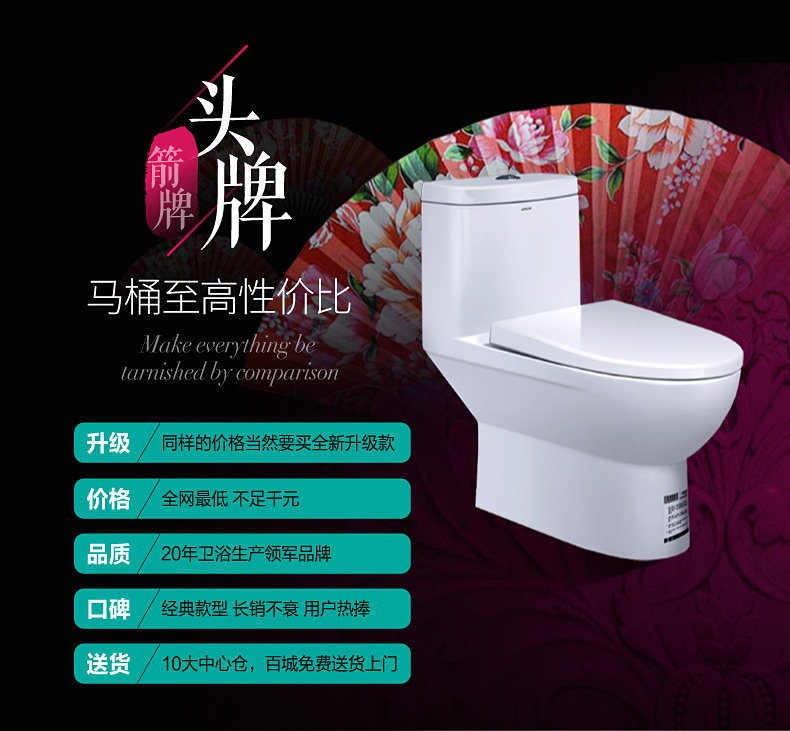 箭牌
头牌
马桶至高性价比
Make everything be
tarnished by comparison
升级 同样的价格当然要买全新升级款
价格 全网最低 不足千元
品质 20年卫浴生产领军品牌
口碑 经典款型 长销不衰 用户热捧
送货 10大中心仓，百城免费送货上门